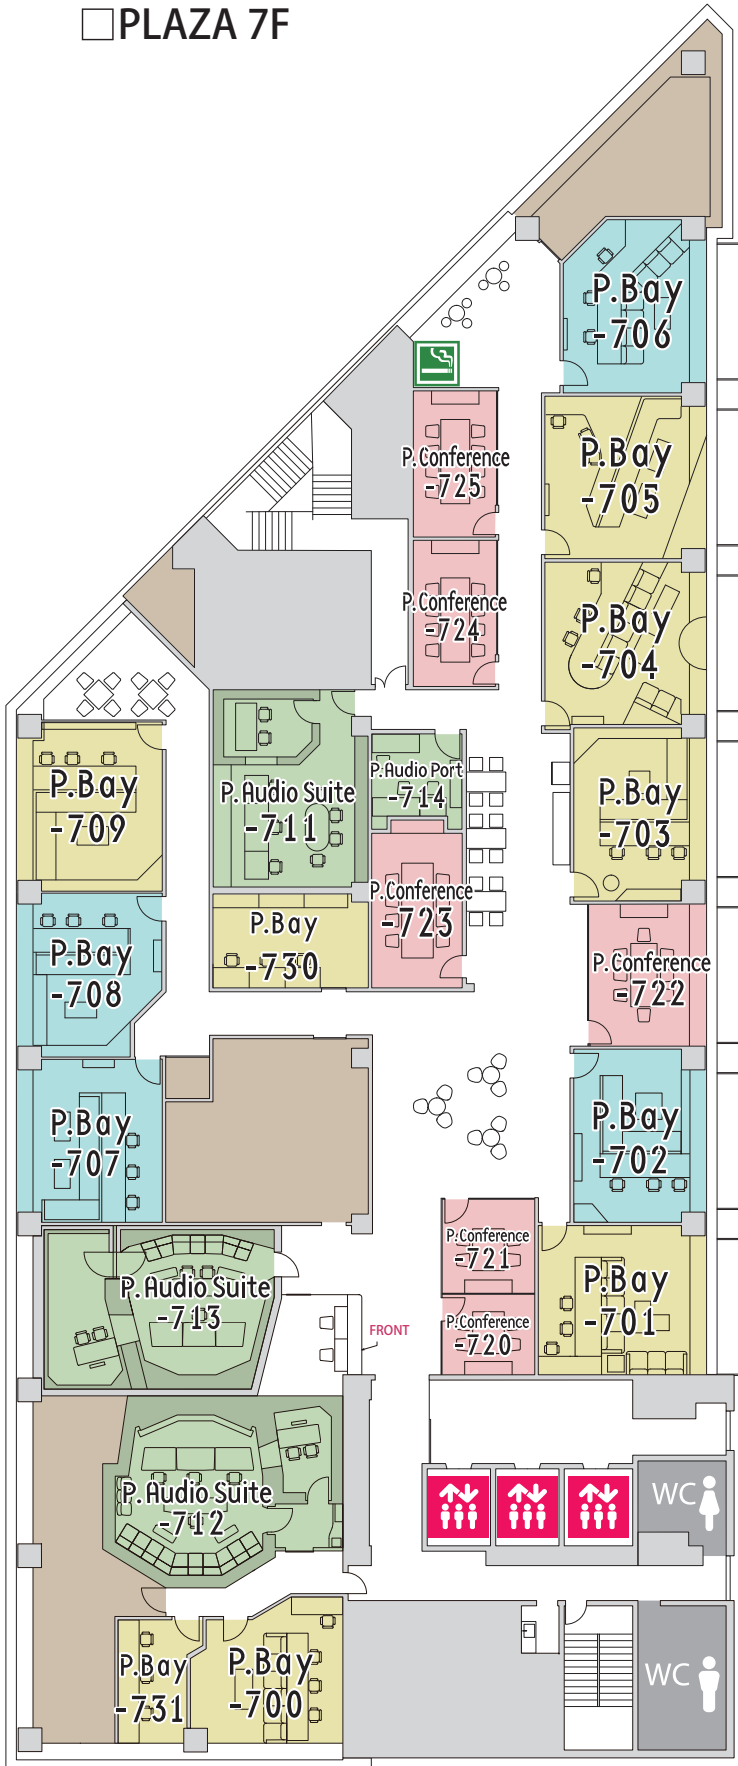 □PLAZA 7F
P.Bay
-706
P.Conference
-725
P.Bay
-705
P.Conference
-724
P.Bay
-704
P.Bay
-709
P.Audio Suite
-711
P.Audio Port
-714
P.Bay
-703
P.Conference
-723
P.Bay
-730
P.Bay
-708
P.Conference
-722
P.Bay
-707
P.Bay
-702
P.Conference
-721
P.Audio Suite
-713
P.Bay
-701
P.Conference
-720
FRONT
P.Audio Suite
-712
WC
P.Bay
-731
P.Bay
-700
WC